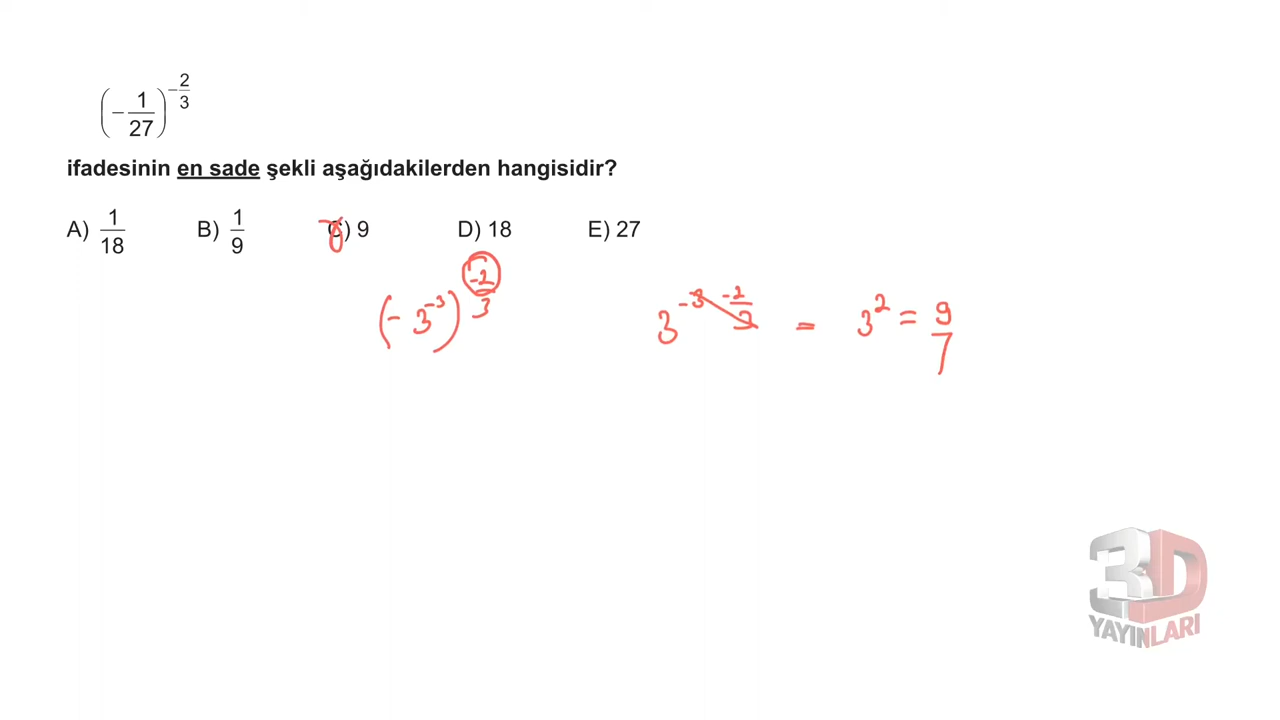 (-1/27)^(-2/3)
ifadesinin en sade şekli aşağıdakilerden hangisidir?
A) 1/18 B) 1/9 C) 9 D) 18 E) 27
(-3^-3)^(-2/3) 3^(-3 · -2/3) = 3^2 = 9
3D
YAYINLARI